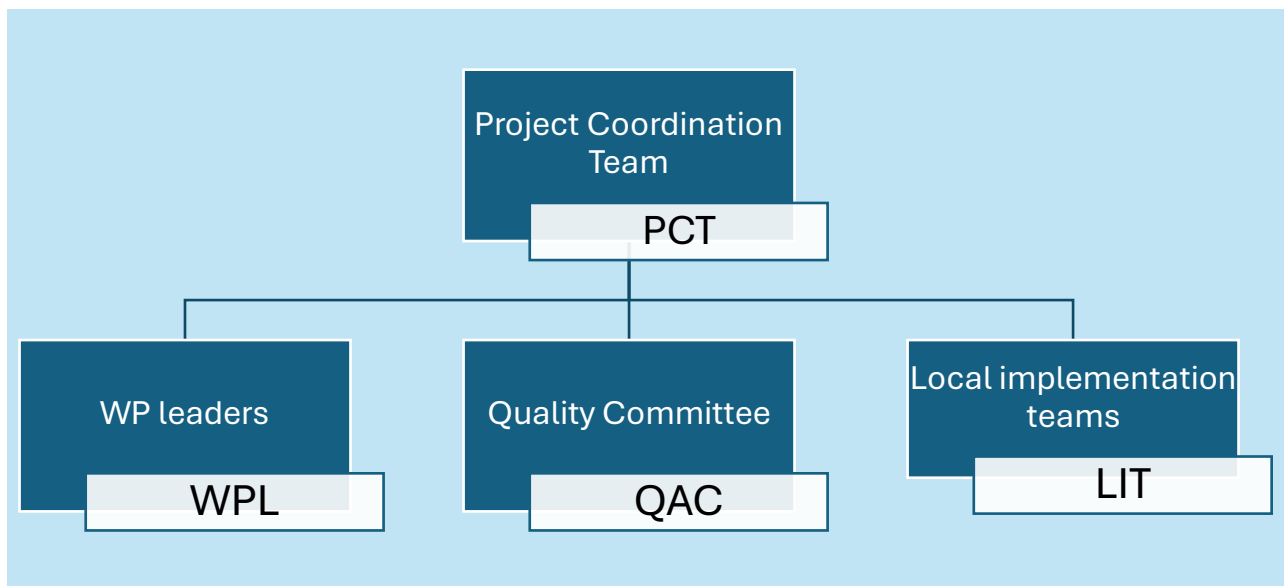 Project Coordination
Team
PCT
WP leaders
WPL
Quality Committee
QAC
Local implementation
teams
LIT